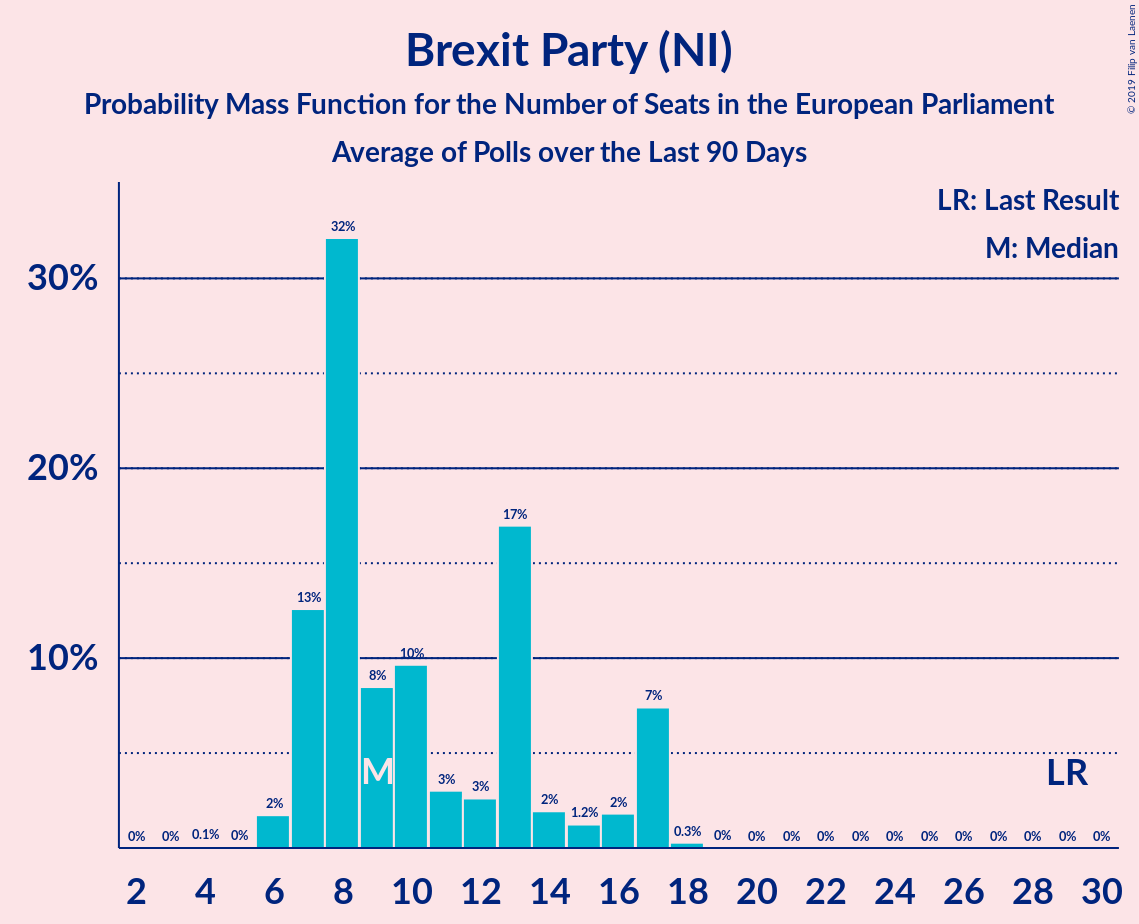 Brexit Party (NI)
Probability Mass Function for the Number of Seats in the European Parliament
Average of Polls over the Last 90 Days
© 2019 Filip van Laenen
LR: Last Result
M: Median
30%
20%
10%
0% 0% 0.1% 0% 2% 13% 32% 8% 10% 3% 3% 17% 2% 1.2% 2% 7% 0.3% 0% 0% 0% 0% 0% 0% 0% 0% 0% 0% 0% 0%
M
LR
2 4 6 8 10 12 14 16 18 20 22 24 26 28 30